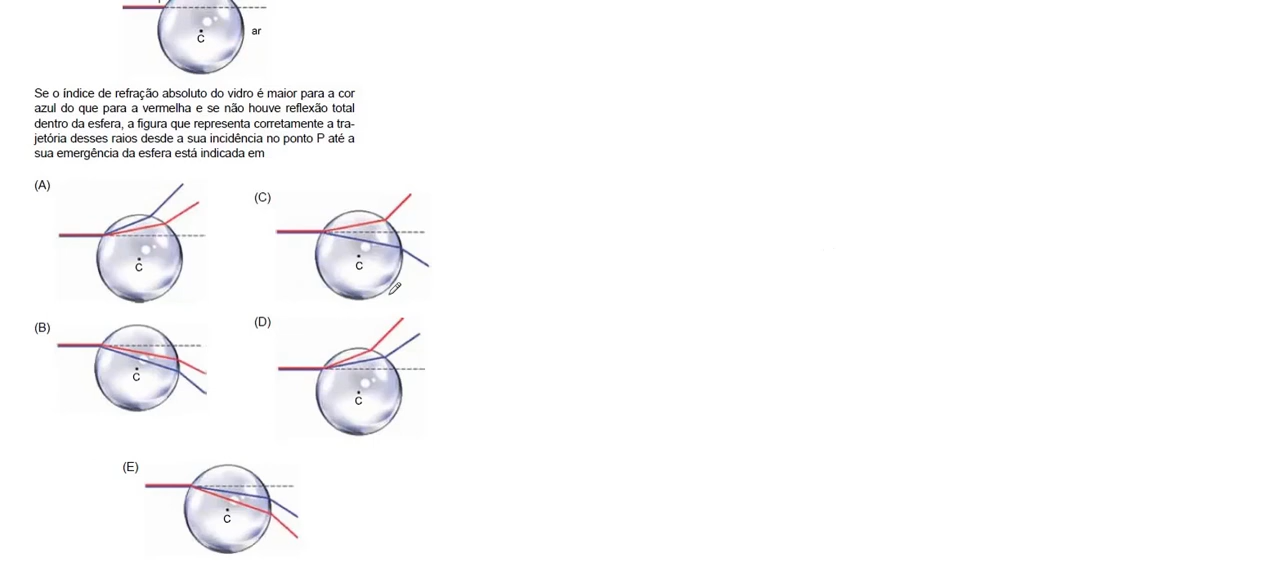 C
ar
Se o índice de refração absoluto do vidro é maior para a cor
azul do que para a vermelha e se não houve reflexão total
dentro da esfera, a figura que representa corretamente a tra-
jetória desses raios desde a sua incidência no ponto P até a
sua emergência da esfera está indicada em
(A)
C
(C)
C
(B)
C
(D)
C
(E)
C